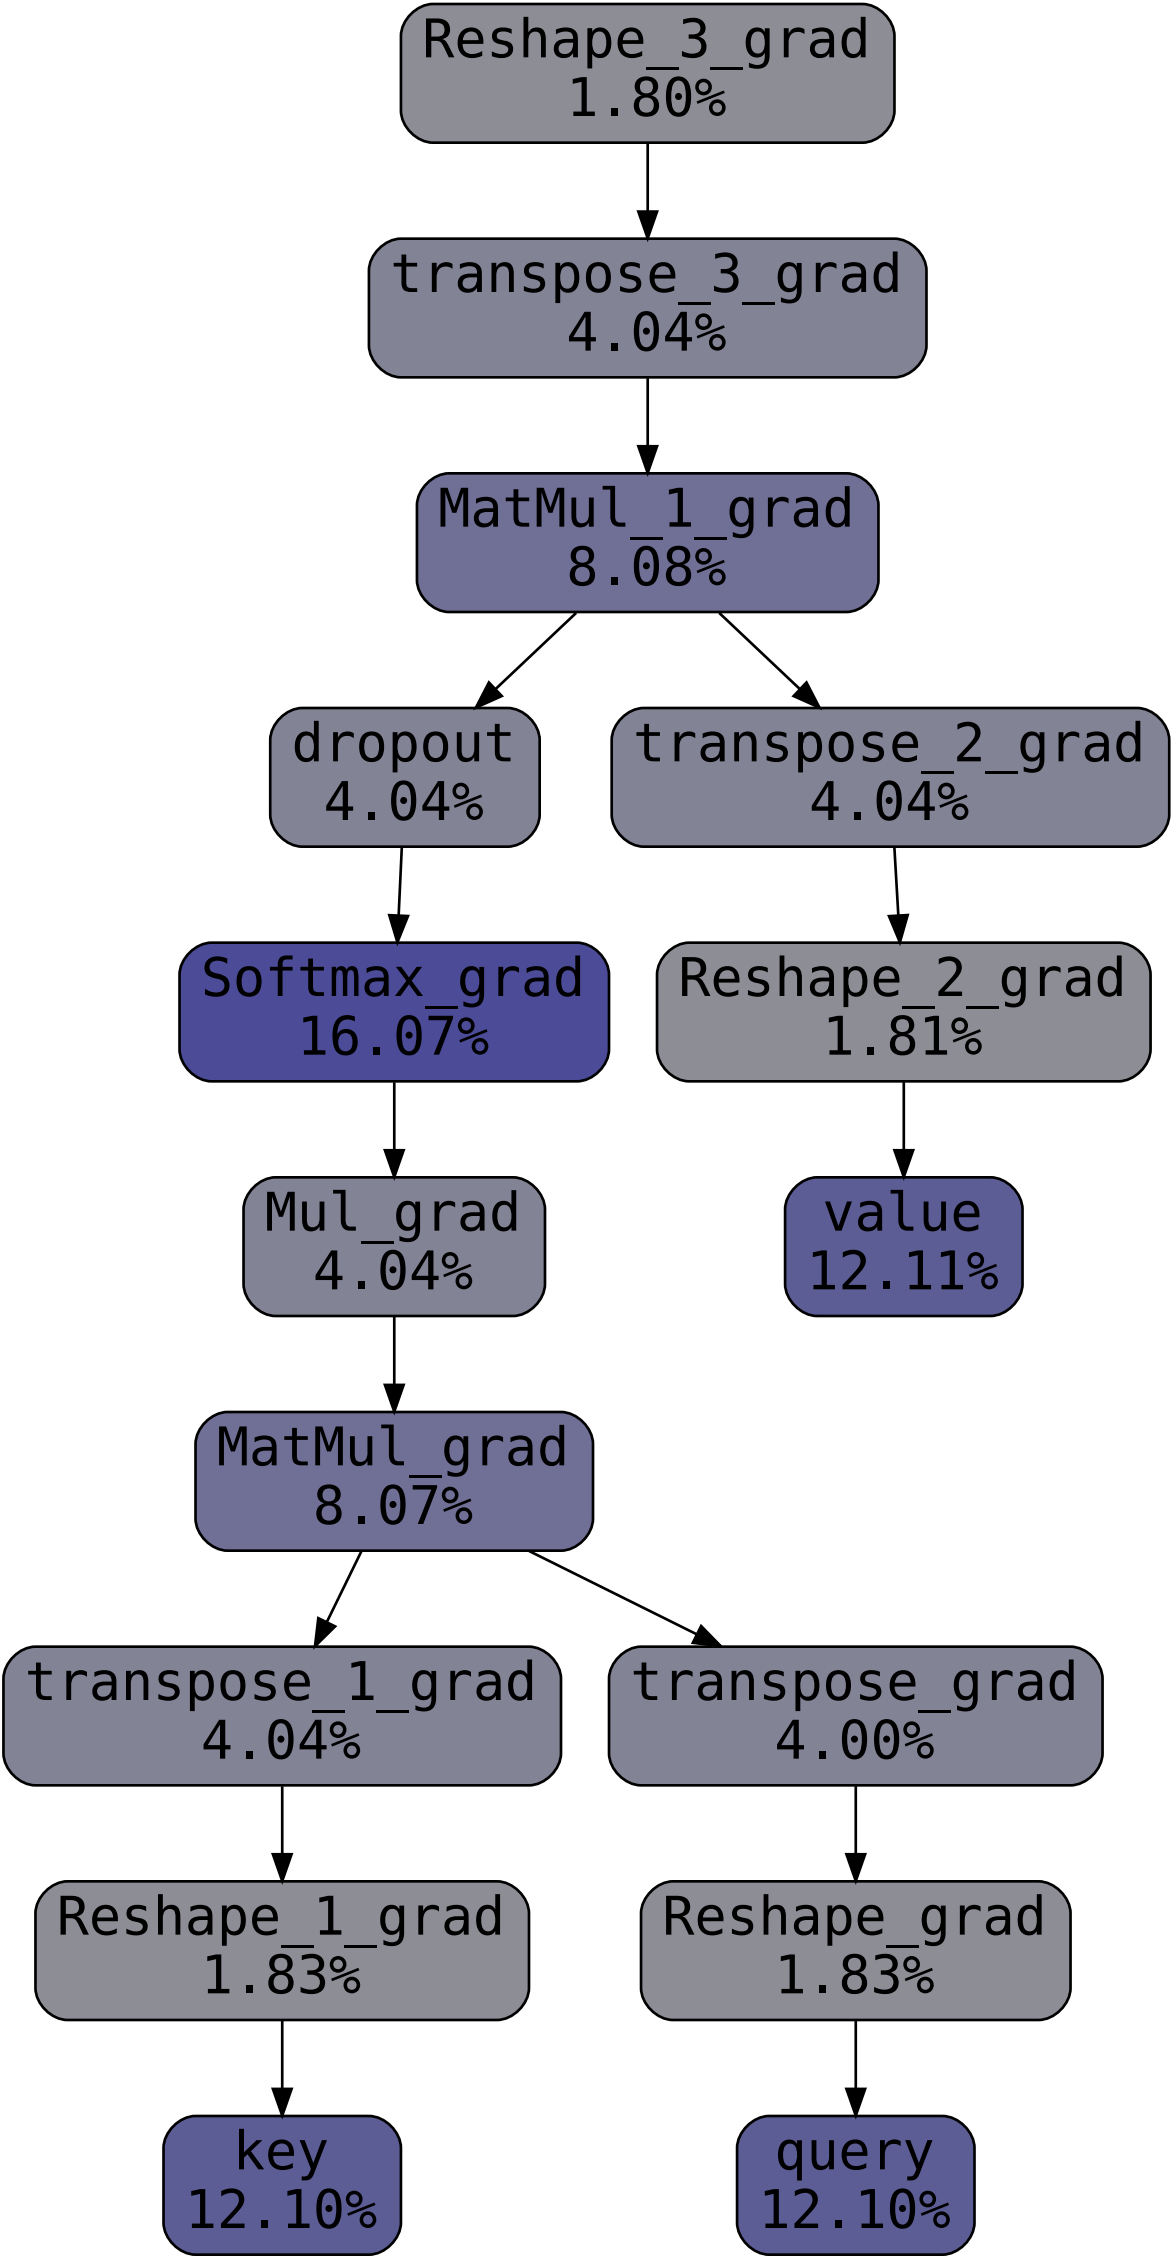 Reshape_3_grad
1.80%
transpose_3_grad
4.04%
MatMul_1_grad
8.08%
dropout
4.04%
transpose_2_grad
4.04%
Softmax_grad
16.07%
Reshape_2_grad
1.81%
Mul_grad
4.04%
value
12.11%
MatMul_grad
8.07%
transpose_1_grad
4.04%
transpose_grad
4.00%
Reshape_1_grad
1.83%
Reshape_grad
1.83%
key
12.10%
query
12.10%